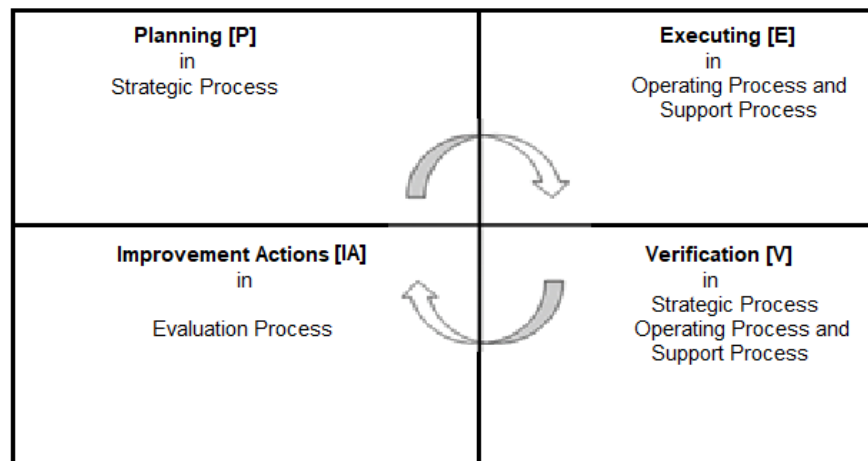 Planning [P]
in
Strategic Process
Executing [E]
in
Operating Process and
Support Process
Improvement Actions [IA]
in
Evaluation Process
Verification [V]
in
Strategic Process
Operating Process and
Support Process